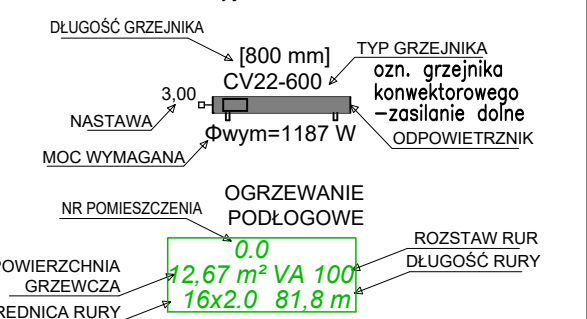 DŁUGOŚĆ GRZEJNIKA
[800 mm]
TYP GRZEJNIKA
CV22-600
ozn. grzejnika
konwektorowego
–zasilanie dolne
3,00
NASTAWA
Φwym=1187 W
ODPOWIETRZNIK
MOC WYMAGANA
OGRZEWANIE
PODŁOGOWE
NR POMIESZCZENIA
0.0
ROZSTAW RUR
POWIERZCHNIA
GRZEWCZA
12,67 m² VA 100
DŁUGOŚĆ RURY
16x2.0 81,8 m
REDNICA RURY